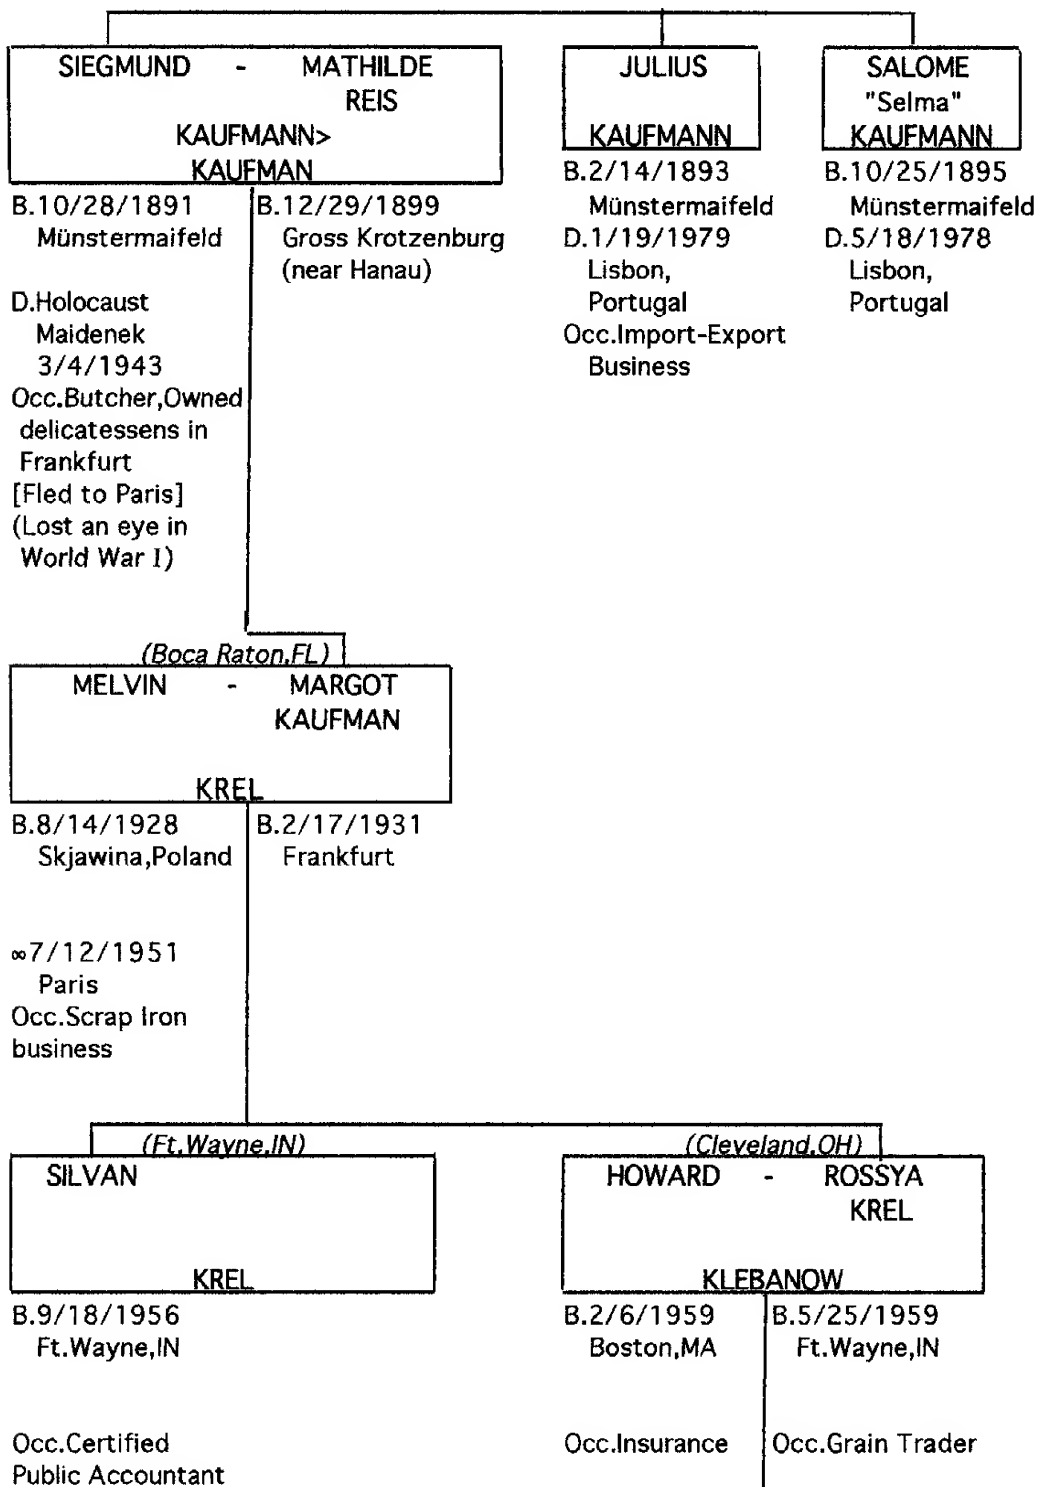 SIEGMUND - MATHILDE
REIS
KAUFMANN>
KAUFMAN
B.10/28/1891
Münstermaifeld
D.Holocaust
Maidenek
3/4/1943
Occ.Butcher,Owned
delicatessens in
Frankfurt
[Fled to Paris]
(Lost an eye in
World War I)
B.12/29/1899
Gross Krotzenburg
(near Hanau)
JULIUS
KAUFMANN
B.2/14/1893
Münstermaifeld
D.1/19/1979
Lisbon,
Portugal
Occ.Import-Export
Business
SALOME
"Selma"
KAUFMANN
B.10/25/1895
Münstermaifeld
D.5/18/1978
Lisbon,
Portugal
(Boca Raton,FL)
MELVIN - MARGOT
KAUFMAN
KREL
B.8/14/1928
Skjawina,Poland
∞7/12/1951
Paris
Occ.Scrap Iron
business
B.2/17/1931
Frankfurt
(Ft.Wayne,IN)
SILVAN
KREL
B.9/18/1956
Ft.Wayne,IN
Occ.Certified
Public Accountant
(Cleveland,OH)
HOWARD - ROSSYA
KREL
KLEBANOW
B.2/6/1959
Boston,MA
Occ.Insurance
B.5/25/1959
Ft.Wayne,IN
Occ.Grain Trader